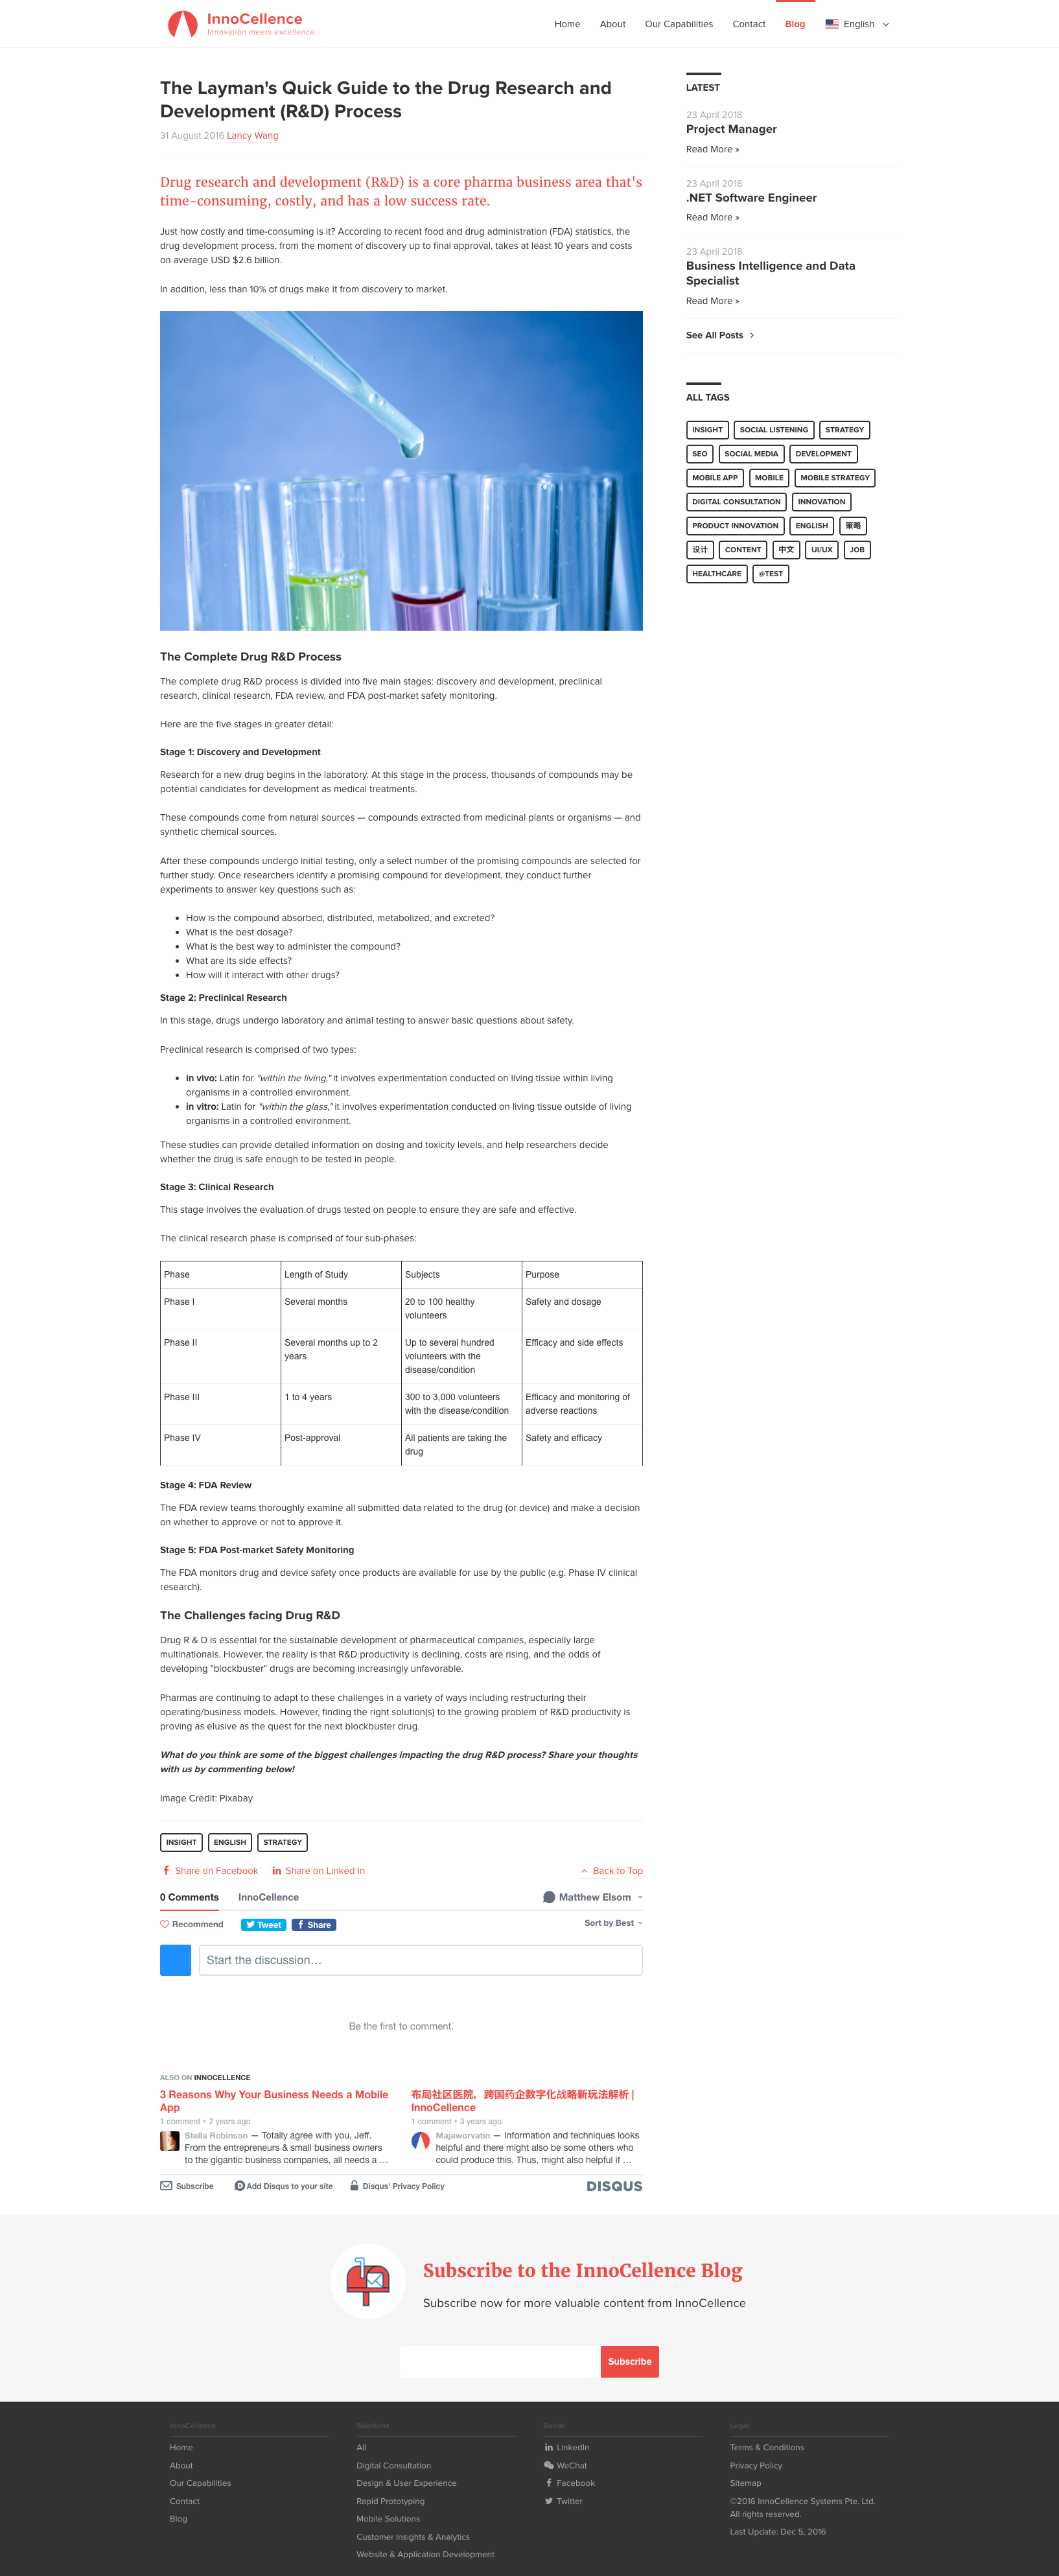 InnoCellence
Innovation meets excellence
Home
About
Our Capabilities
Contact
Blog
English
The Layman's Quick Guide to the Drug Research and
Development (R&D) Process
31 August 2016 Lancy Wang
Drug research and development (R&D) is a core pharma business area that's
time-consuming, costly, and has a low success rate.
Just how costly and time-consuming is it? According to recent food and drug administration (FDA) statistics, the
drug development process, from the moment of discovery up to final approval, takes at least 10 years and costs
on average USD $2.6 billion.
In addition, less than 10% of drugs make it from discovery to market.
The Complete Drug R&D Process
The complete drug R&D process is divided into five main stages: discovery and development, preclinical
research, clinical research, FDA review, and FDA post-market safety monitoring.
Here are the five stages in greater detail:
Stage 1: Discovery and Development
Research for a new drug begins in the laboratory. At this stage in the process, thousands of compounds may be
potential candidates for development as medical treatments.
These compounds come from natural sources — compounds extracted from medicinal plants or organisms — and
synthetic chemical sources.
After these compounds undergo initial testing, only a select number of the promising compounds are selected for
further study. Once researchers identify a promising compound for development, they conduct further
experiments to answer key questions such as:
• How is the compound absorbed, distributed, metabolized, and excreted?
• What is the best dosage?
• What is the best way to administer the compound?
• What are its side effects?
• How will it interact with other drugs?
Stage 2: Preclinical Research
In this stage, drugs undergo laboratory and animal testing to answer basic questions about safety.
Preclinical research is comprised of two types:
• in vivo: Latin for "within the living," it involves experimentation conducted on living tissue within living
organisms in a controlled environment.
• in vitro: Latin for "within the glass," it involves experimentation conducted on living tissue outside of living
organisms in a controlled environment.
These studies can provide detailed information on dosing and toxicity levels, and help researchers decide
whether the drug is safe enough to be tested in people.
Stage 3: Clinical Research
This stage involves the evaluation of drugs tested on people to ensure they are safe and effective.
The clinical research phase is comprised of four sub-phases:
Phase
Length of Study
Subjects
Purpose
Phase I
Several months
20 to 100 healthy
volunteers
Safety and dosage
Phase II
Several months up to 2
years
Up to several hundred
volunteers with the
disease/condition
Efficacy and side effects
Phase III
1 to 4 years
300 to 3,000 volunteers
with the disease/condition
Efficacy and monitoring of
adverse reactions
Phase IV
Post-approval
All patients are taking the
drug
Safety and efficacy
Stage 4: FDA Review
The FDA review teams thoroughly examine all submitted data related to the drug (or device) and make a decision
on whether to approve or not to approve it.
Stage 5: FDA Post-market Safety Monitoring
The FDA monitors drug and device safety once products are available for use by the public (e.g. Phase IV clinical
research).
The Challenges facing Drug R&D
Drug R & D is essential for the sustainable development of pharmaceutical companies, especially large
multinationals. However, the reality is that R&D productivity is declining, costs are rising, and the odds of
developing "blockbuster" drugs are becoming increasingly unfavorable.
Pharmas are continuing to adapt to these challenges in a variety of ways including restructuring their
operating/business models. However, finding the right solution(s) to the growing problem of R&D productivity is
proving as elusive as the quest for the next blockbuster drug.
What do you think are some of the biggest challenges impacting the drug R&D process? Share your thoughts
with us by commenting below!
Image Credit: Pixabay
INSIGHT
ENGLISH
STRATEGY
Share on Facebook
Share on Linked In
Back to Top
0 Comments
InnoCellence
Matthew Elsom
Recommend
Tweet
Share
Sort by Best
Start the discussion…
Be the first to comment.
ALSO ON INNOCELLENCE
3 Reasons Why Your Business Needs a Mobile
App
1 comment • 2 years ago
Stella Robinson — Totally agree with you, Jeff.
From the entrepreneurs & small business owners
to the gigantic business companies, all needs a …
布局社区医院，跨国药企数字化战略新玩法解析 |
InnoCellence
1 comment • 3 years ago
Majaworvatin — Information and techniques looks
helpful and there might also be some others who
could produce this. Thus, might also helpful if …
Subscribe
Add Disqus to your site
Disqus' Privacy Policy
DISQUS
LATEST
23 April 2018
Project Manager
Read More »
23 April 2018
.NET Software Engineer
Read More »
23 April 2018
Business Intelligence and Data
Specialist
Read More »
See All Posts
ALL TAGS
INSIGHT
SOCIAL LISTENING
STRATEGY
SEO
SOCIAL MEDIA
DEVELOPMENT
MOBILE APP
MOBILE
MOBILE STRATEGY
DIGITAL CONSULTATION
INNOVATION
PRODUCT INNOVATION
ENGLISH
策略
设计
CONTENT
中文
UI/UX
JOB
HEALTHCARE
@TEST
Subscribe to the InnoCellence Blog
Subscribe now for more valuable content from InnoCellence
Subscribe
InnoCellence
Home
About
Our Capabilities
Contact
Blog
Solutions
All
Digital Consultation
Design & User Experience
Rapid Prototyping
Mobile Solutions
Customer Insights & Analytics
Website & Application Development
Social
LinkedIn
WeChat
Facebook
Twitter
Legal
Terms & Conditions
Privacy Policy
Sitemap
©2016 InnoCellence Systems Pte. Ltd.
All rights reserved.
Last Update: Dec 5, 2016